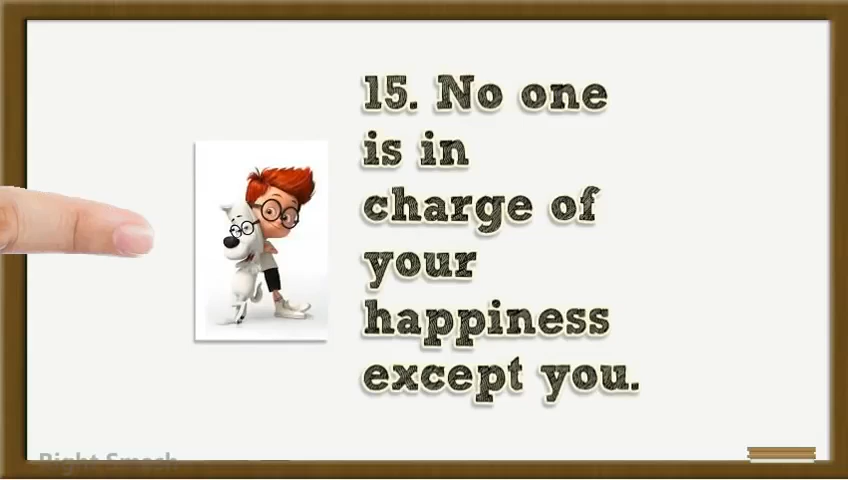 15. No one
is in
charge of
your
happiness
except you.